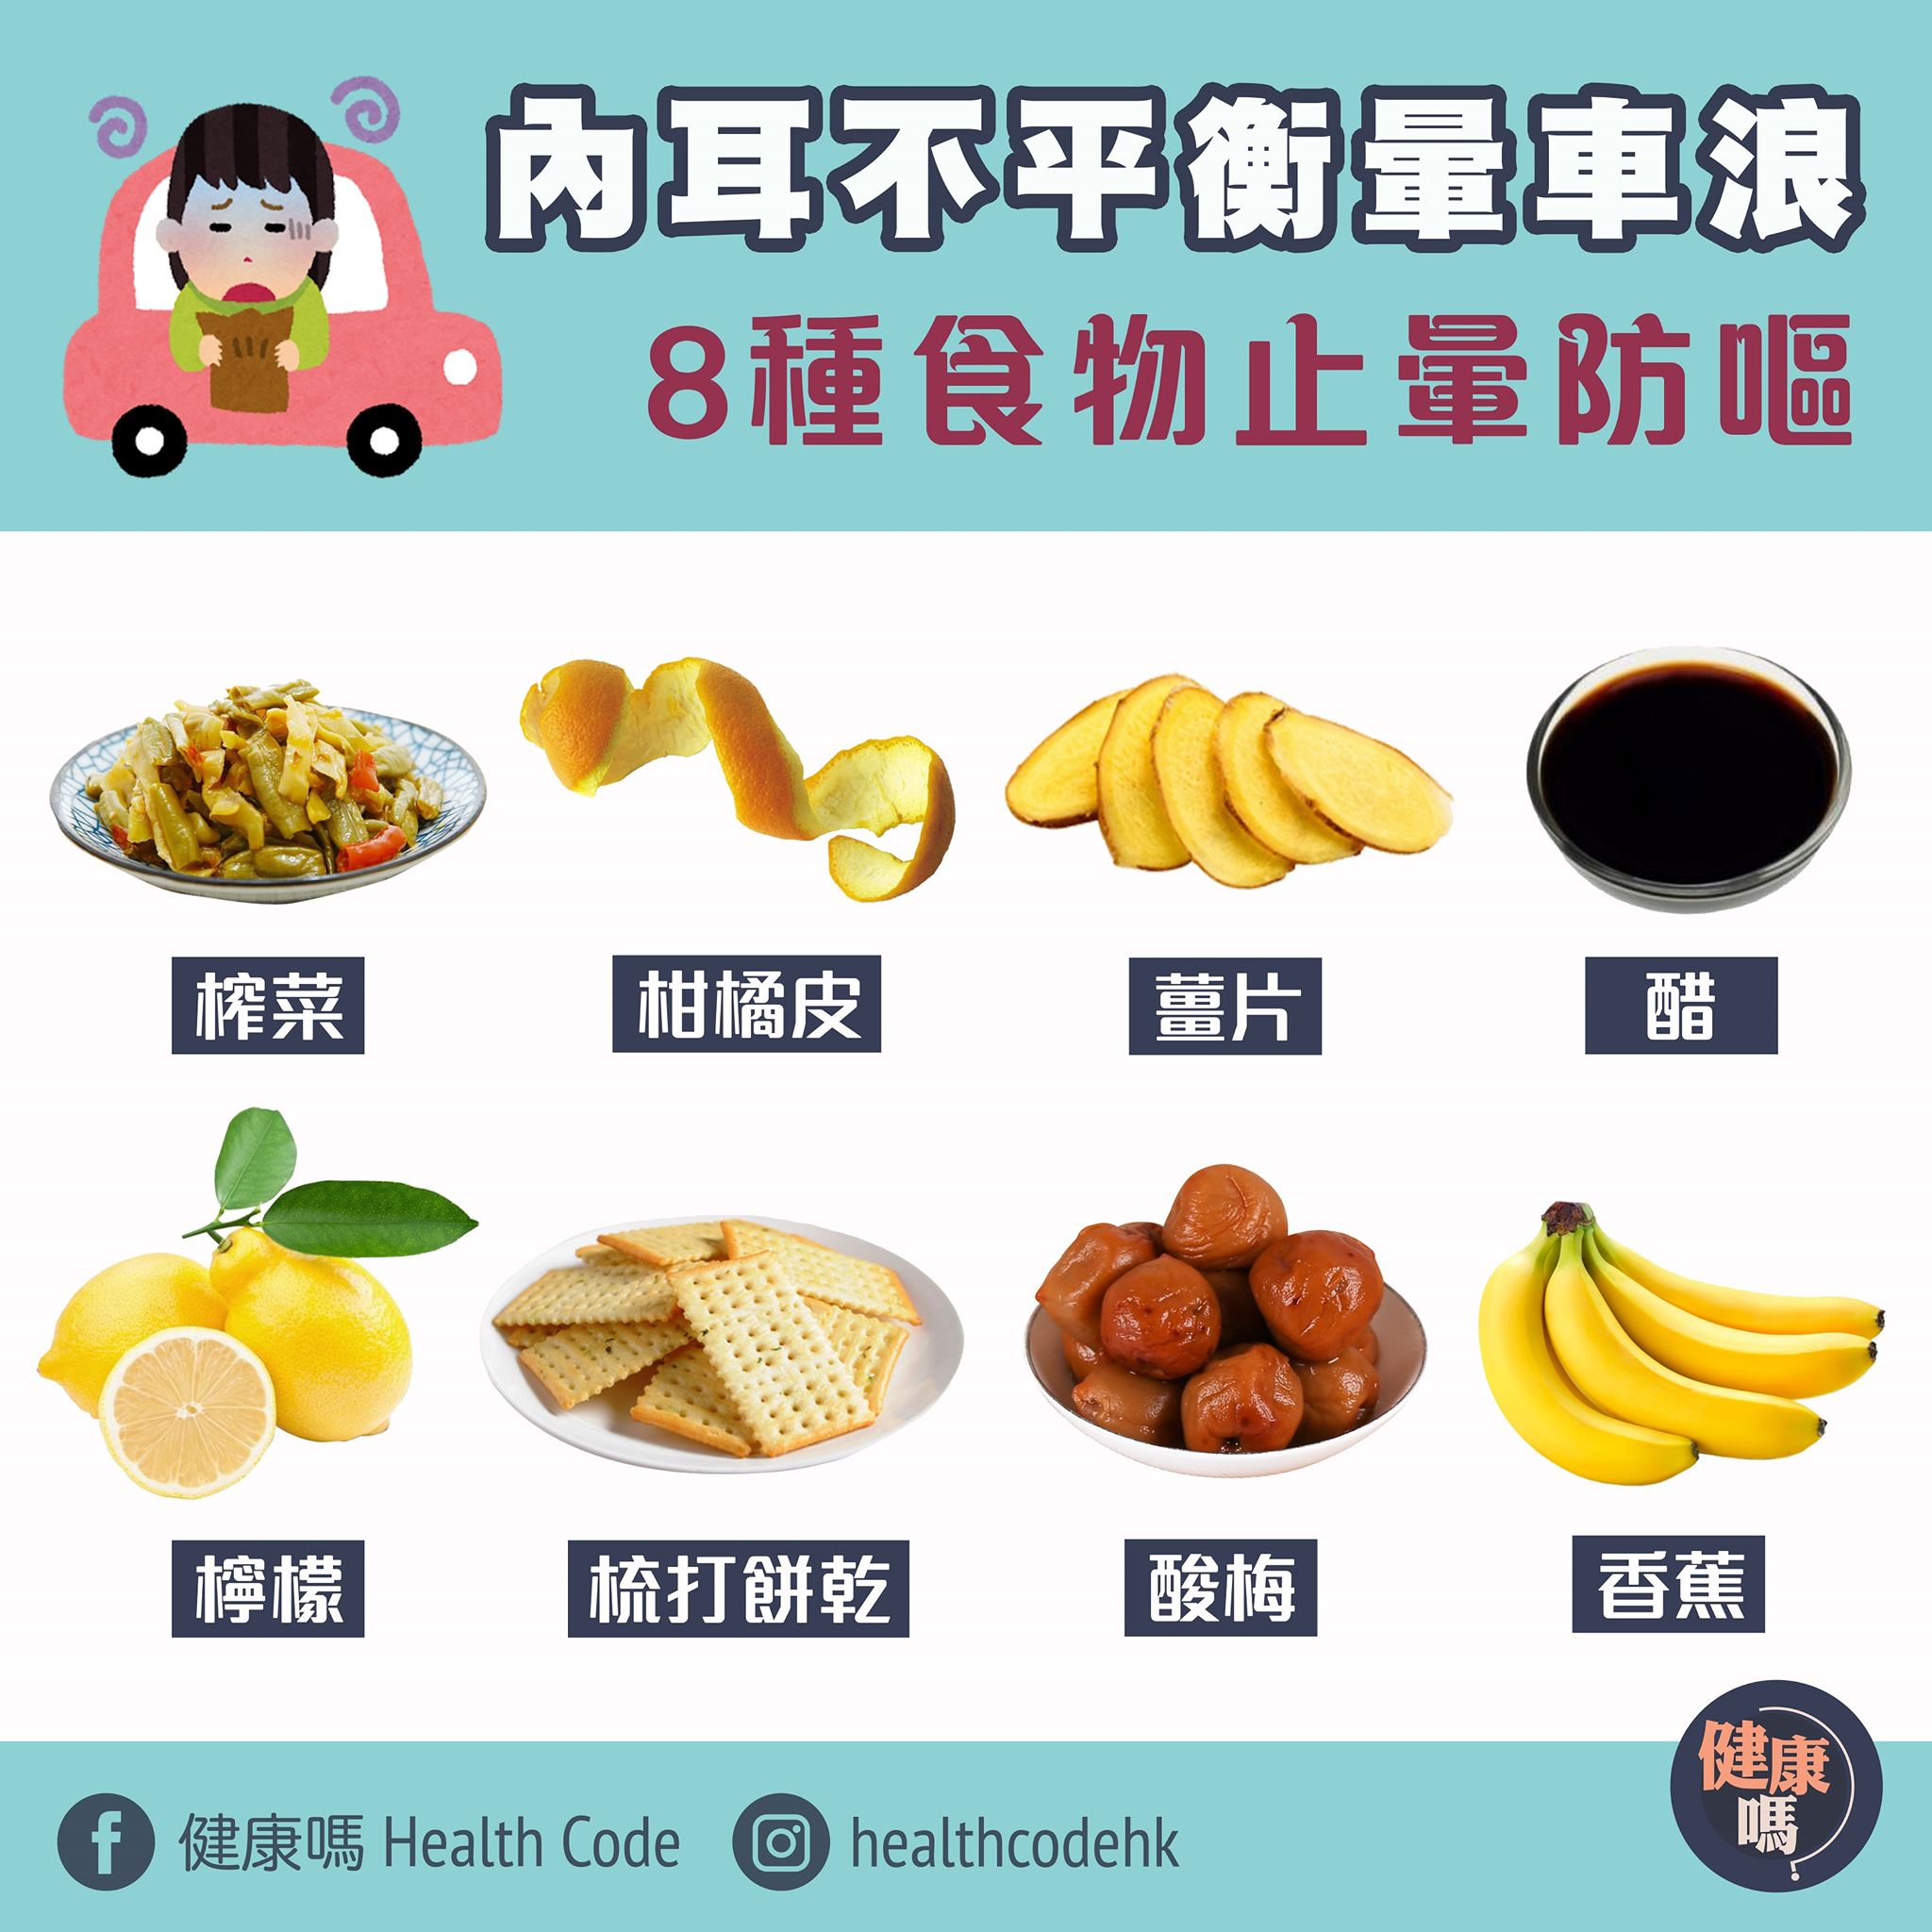 內耳不平衡暈車浪
8種食物止暈防嘔
榨菜
柑橘皮
薑片
醋
檸檬
梳打餅乾
酸梅
香蕉
健康嗎 Health Code
healthcodehk
健康
嗎?